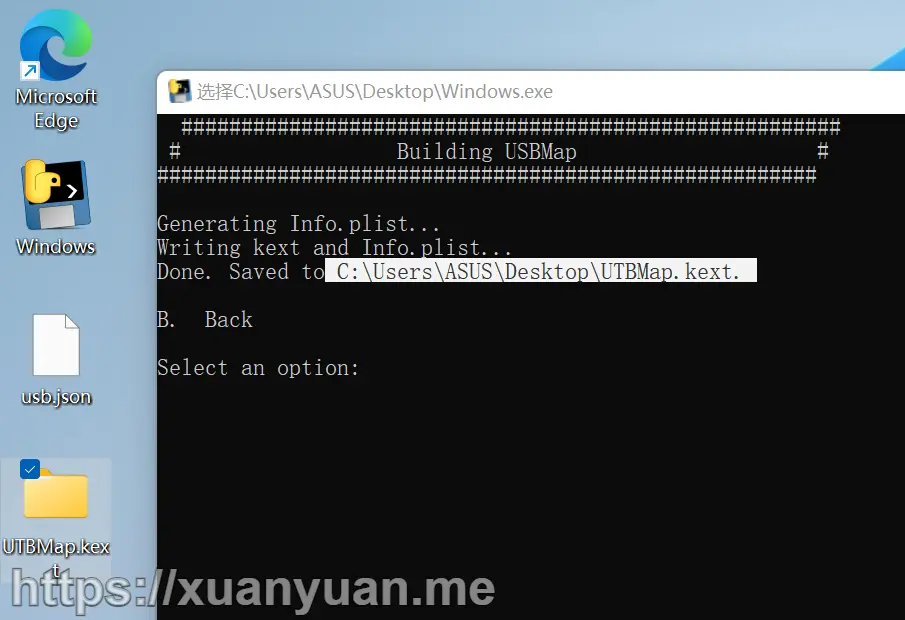 Microsoft
Edge
Windows
usb.json
UTBMap.kex
t
选择C:\Users\ASUS\Desktop\Windows.exe
#######################################################
# Building USBMap #
#######################################################
Generating Info.plist...
Writing kext and Info.plist...
Done. Saved to C:\Users\ASUS\Desktop\UTBMap.kext.
B. Back
Select an option:
https://xuanyuan.me